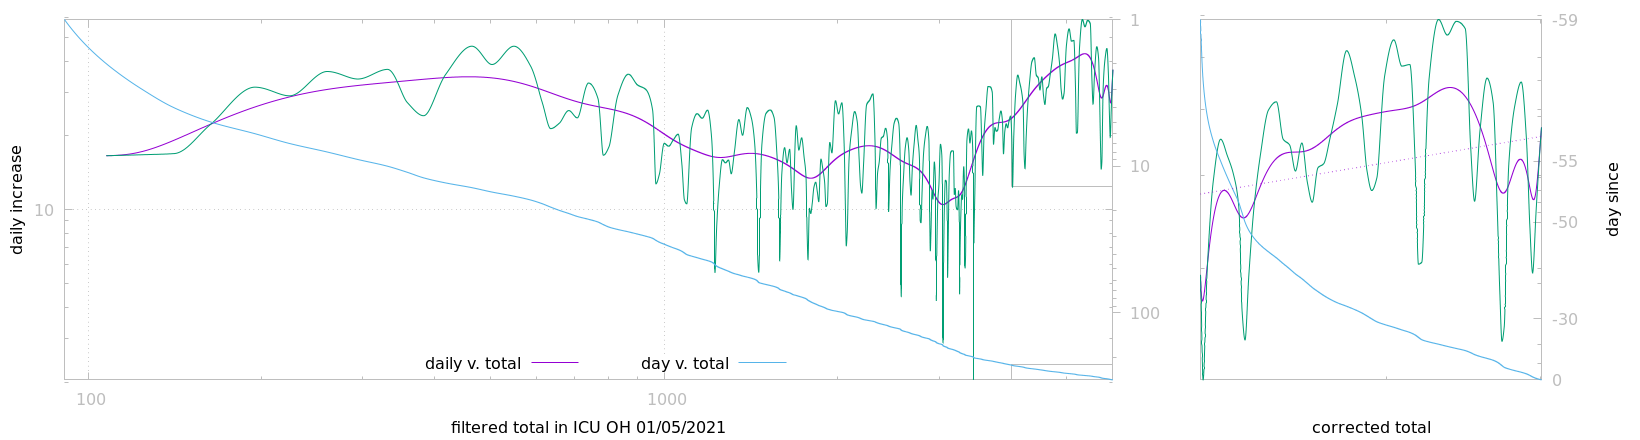 daily increase
10
daily v. total
day v. total
100
1000
filtered total in ICU OH 01/05/2021
1
10
100
-59
-55
-50
-30
0
day since
corrected total